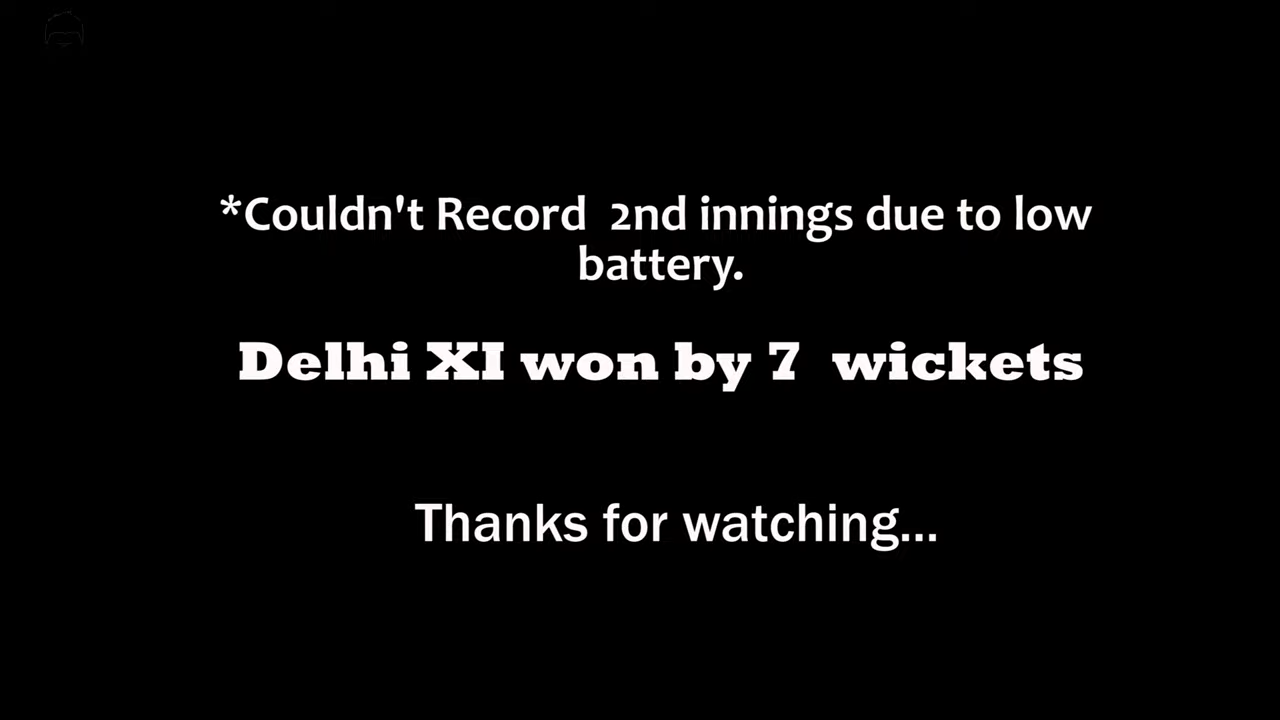 *Couldn't Record  2nd innings due to low
battery.
Delhi XI won by 7  wickets
Thanks for watching...